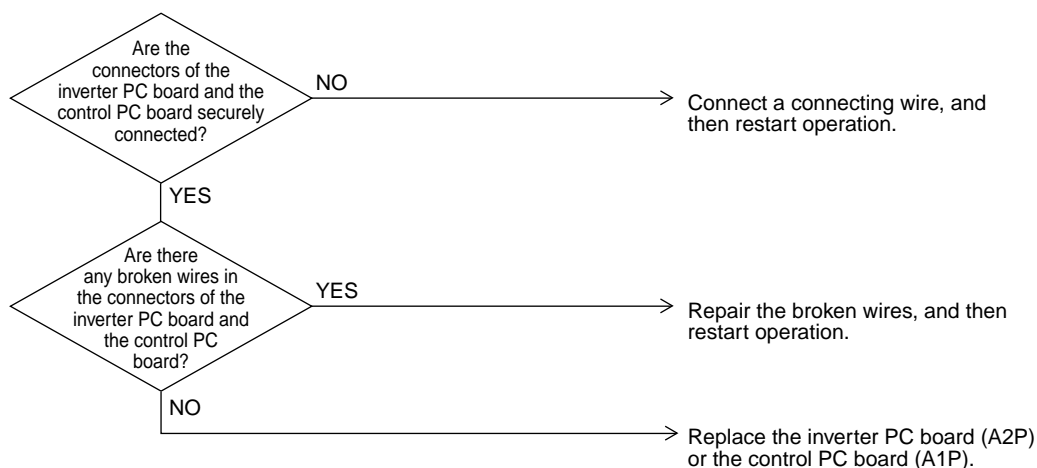 Are the
connectors of the
inverter PC board and the
control PC board securely
connected?
NO
Connect a connecting wire, and
then restart operation.
YES
Are there
any broken wires in
the connectors of the
inverter PC board and
the control PC
board?
YES
Repair the broken wires, and then
restart operation.
NO
Replace the inverter PC board (A2P)
or the control PC board (A1P).